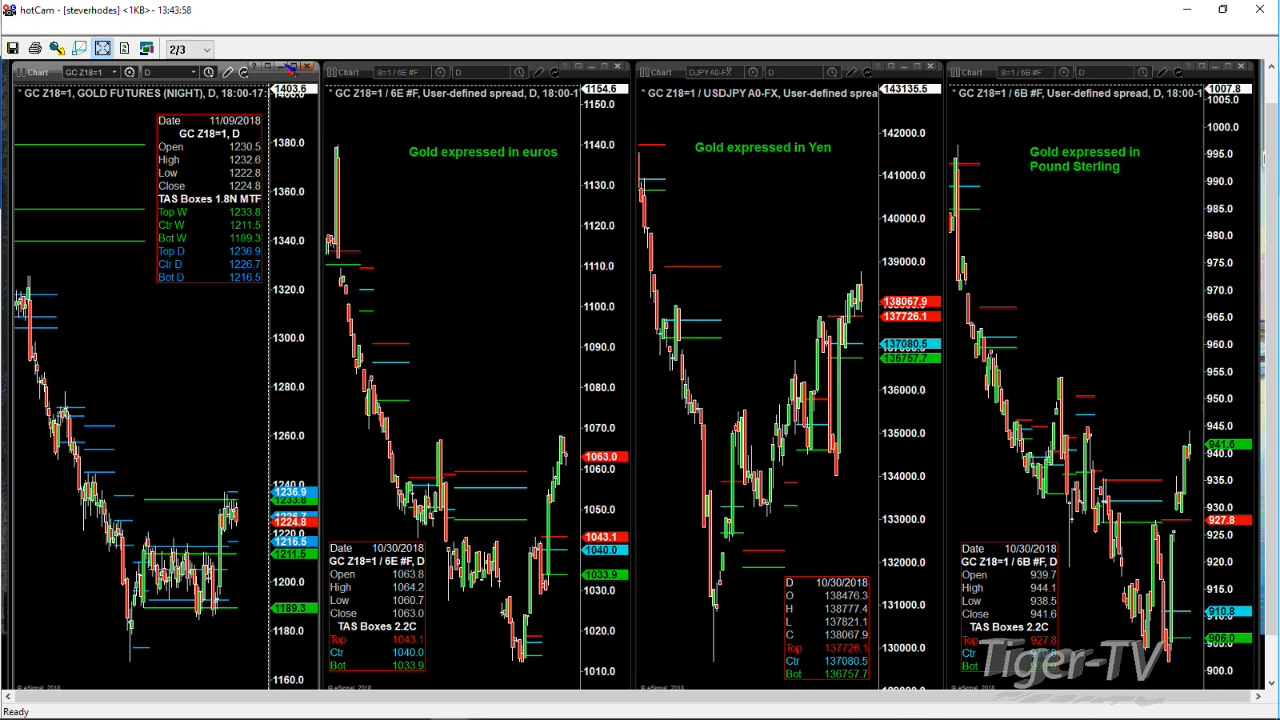 hotCam - [steverhodes] <1KB> - 13:43:58
2/3
Chart GC Z18=1 D
* GC Z18=1, GOLD FUTURES (NIGHT), D, 18:00-17:
Date 11/09/2018
GC Z18=1, D
Open 1230.5
High 1232.6
Low 1222.8
Close 1224.8
TAS Boxes 1.8N MTF
Top W 1233.8
Ctr W 1211.5
Bot W 1189.3
Top D 1236.9
Ctr D 1226.7
Bot D 1216.5
1403.6
1380.0
1360.0
1340.0
1320.0
1300.0
1280.0
1260.0
1240.0
1236.9
1233.8
1226.7
1224.8
1220.0
1216.5
1211.5
1200.0
1189.3
1180.0
1160.0
© eSignal, 2018
Chart 8=1/6E #F D
* GC Z18=1 / 6E #F, User-defined spread, D, 18:00-1
Gold expressed in euros
1154.6
1150.0
1140.0
1130.0
1120.0
1110.0
1100.0
1090.0
1080.0
1070.0
1063.0
1060.0
1050.0
1043.1
1040.0
1033.9
1030.0
1020.0
1010.0
Date 10/30/2018
GC Z18=1 / 6E #F, D
Open 1063.8
High 1064.2
Low 1060.7
Close 1063.0
TAS Boxes 2.2C
Top 1043.1
Ctr 1040.0
Bot 1033.9
© eSignal, 2018
Chart DJPY A0-FX D
* GC Z18=1 / USDJPY A0-FX, User-defined sprea
Gold expressed in Yen
143135.5
142000.0
141000.0
140000.0
139000.0
138067.9
137726.1
137080.5
136757.7
136000.0
135000.0
134000.0
133000.0
132000.0
131000.0
130000.0
D 10/30/2018
O 138476.3
H 138777.4
L 137821.1
C 138067.9
Top 137726.1
Ctr 137080.5
Bot 136757.7
© eSignal, 2018
Chart 8=1/6B #F D
* GC Z18=1 / 6B #F, User-defined spread, D, 18:00-1
Gold expressed in
Pound Sterling
1007.8
1005.0
1000.0
995.0
990.0
985.0
980.0
975.0
970.0
965.0
960.0
955.0
950.0
945.0
941.6
940.0
935.0
930.0
927.8
925.0
920.0
915.0
910.8
906.0
900.0
Date 10/30/2018
GC Z18=1 / 6B #F, D
Open 939.7
High 944.1
Low 938.5
Close 941.6
TAS Boxes 2.2C
Top 927.8
Ctr
Bot
© eSignal, 2018
Tiger-TV
Ready